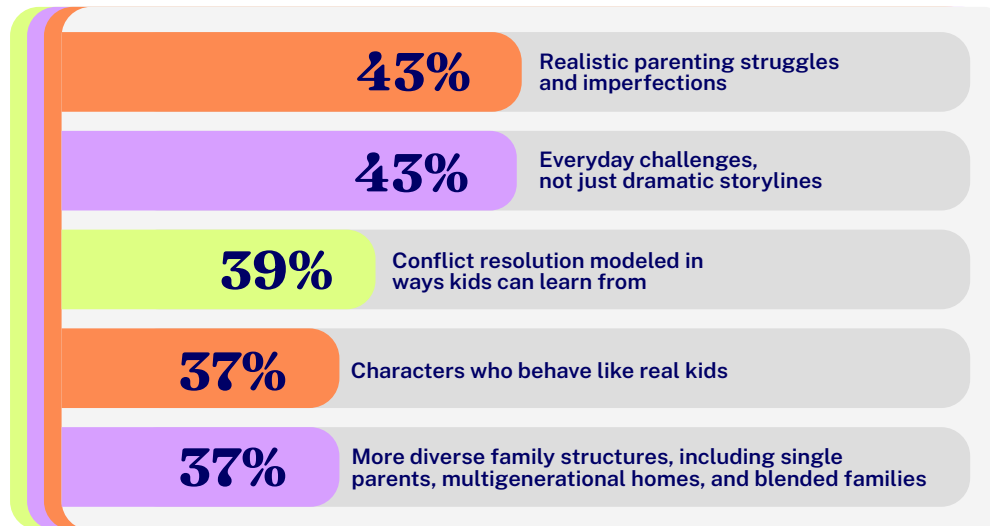 43%
Realistic parenting struggles
and imperfections
43%
Everyday challenges,
not just dramatic storylines
39%
Conflict resolution modeled in
ways kids can learn from
37%
Characters who behave like real kids
37%
More diverse family structures, including single
parents, multigenerational homes, and blended families